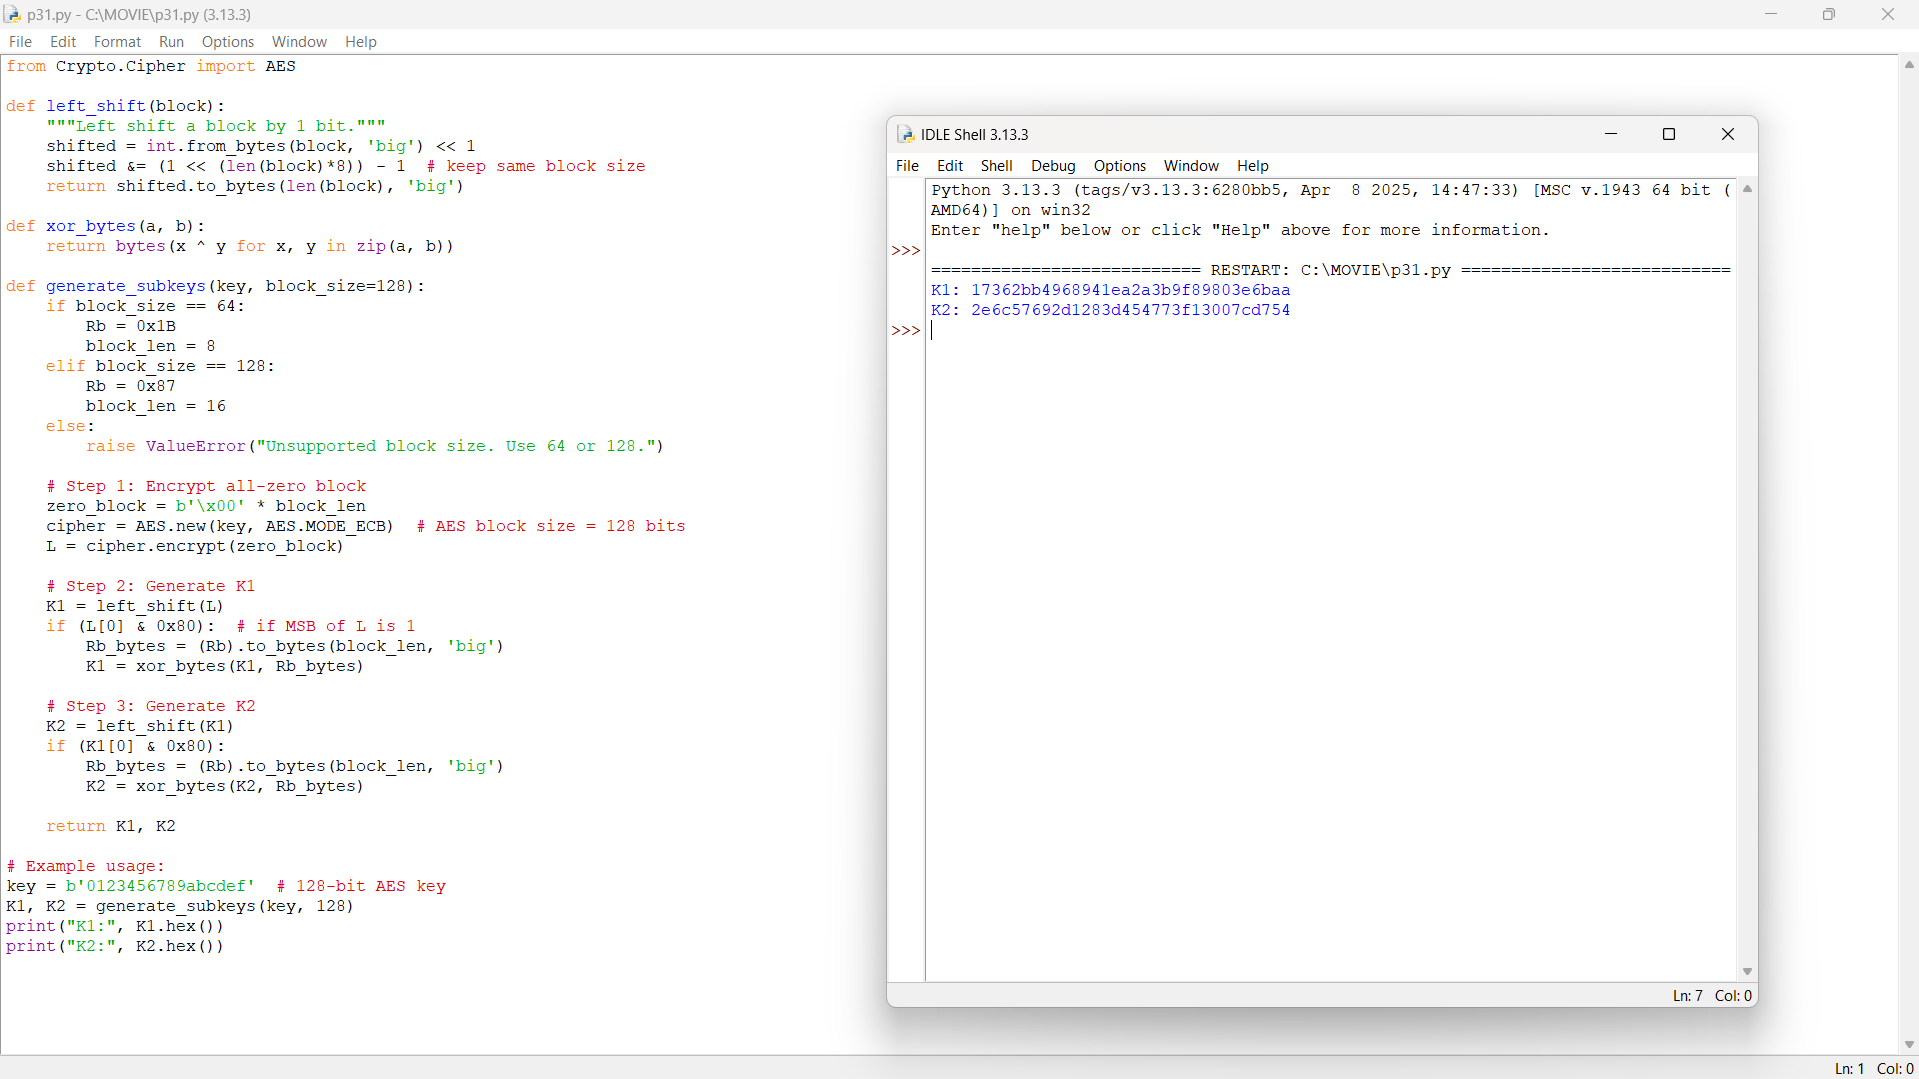 p31.py - C:\MOVIE\p31.py (3.13.3)
File Edit Format Run Options Window Help
from Crypto.Cipher import AES

def left_shift(block):
    """Left shift a block by 1 bit."""
    shifted = int.from_bytes(block, 'big') << 1
    shifted &= (1 << (len(block)*8)) - 1  # keep same block size
    return shifted.to_bytes(len(block), 'big')

def xor_bytes(a, b):
    return bytes(x ^ y for x, y in zip(a, b))

def generate_subkeys(key, block_size=128):
    if block_size == 64:
        Rb = 0x1B
        block_len = 8
    elif block_size == 128:
        Rb = 0x87
        block_len = 16
    else:
        raise ValueError("Unsupported block size. Use 64 or 128.")

    # Step 1: Encrypt all-zero block
    zero_block = b'\x00' * block_len
    cipher = AES.new(key, AES.MODE_ECB)  # AES block size = 128 bits
    L = cipher.encrypt(zero_block)

    # Step 2: Generate K1
    K1 = left_shift(L)
    if (L[0] & 0x80):  # if MSB of L is 1
        Rb_bytes = (Rb).to_bytes(block_len, 'big')
        K1 = xor_bytes(K1, Rb_bytes)

    # Step 3: Generate K2
    K2 = left_shift(K1)
    if (K1[0] & 0x80):
        Rb_bytes = (Rb).to_bytes(block_len, 'big')
        K2 = xor_bytes(K2, Rb_bytes)

    return K1, K2

# Example usage:
key = b'0123456789abcdef'  # 128-bit AES key
K1, K2 = generate_subkeys(key, 128)
print("K1:", K1.hex())
print("K2:", K2.hex())
IDLE Shell 3.13.3
File Edit Shell Debug Options Window Help
Python 3.13.3 (tags/v3.13.3:6280bb5, Apr  8 2025, 14:47:33) [MSC v.1943 64 bit (
AMD64)] on win32
Enter "help" below or click "Help" above for more information.
>>>
=========================== RESTART: C:\MOVIE\p31.py ===========================
K1: 17362bb4968941ea2a3b9f89803e6baa
K2: 2e6c57692d1283d454773f13007cd754
>>>
Ln: 7 Col: 0
Ln: 1 Col: 0